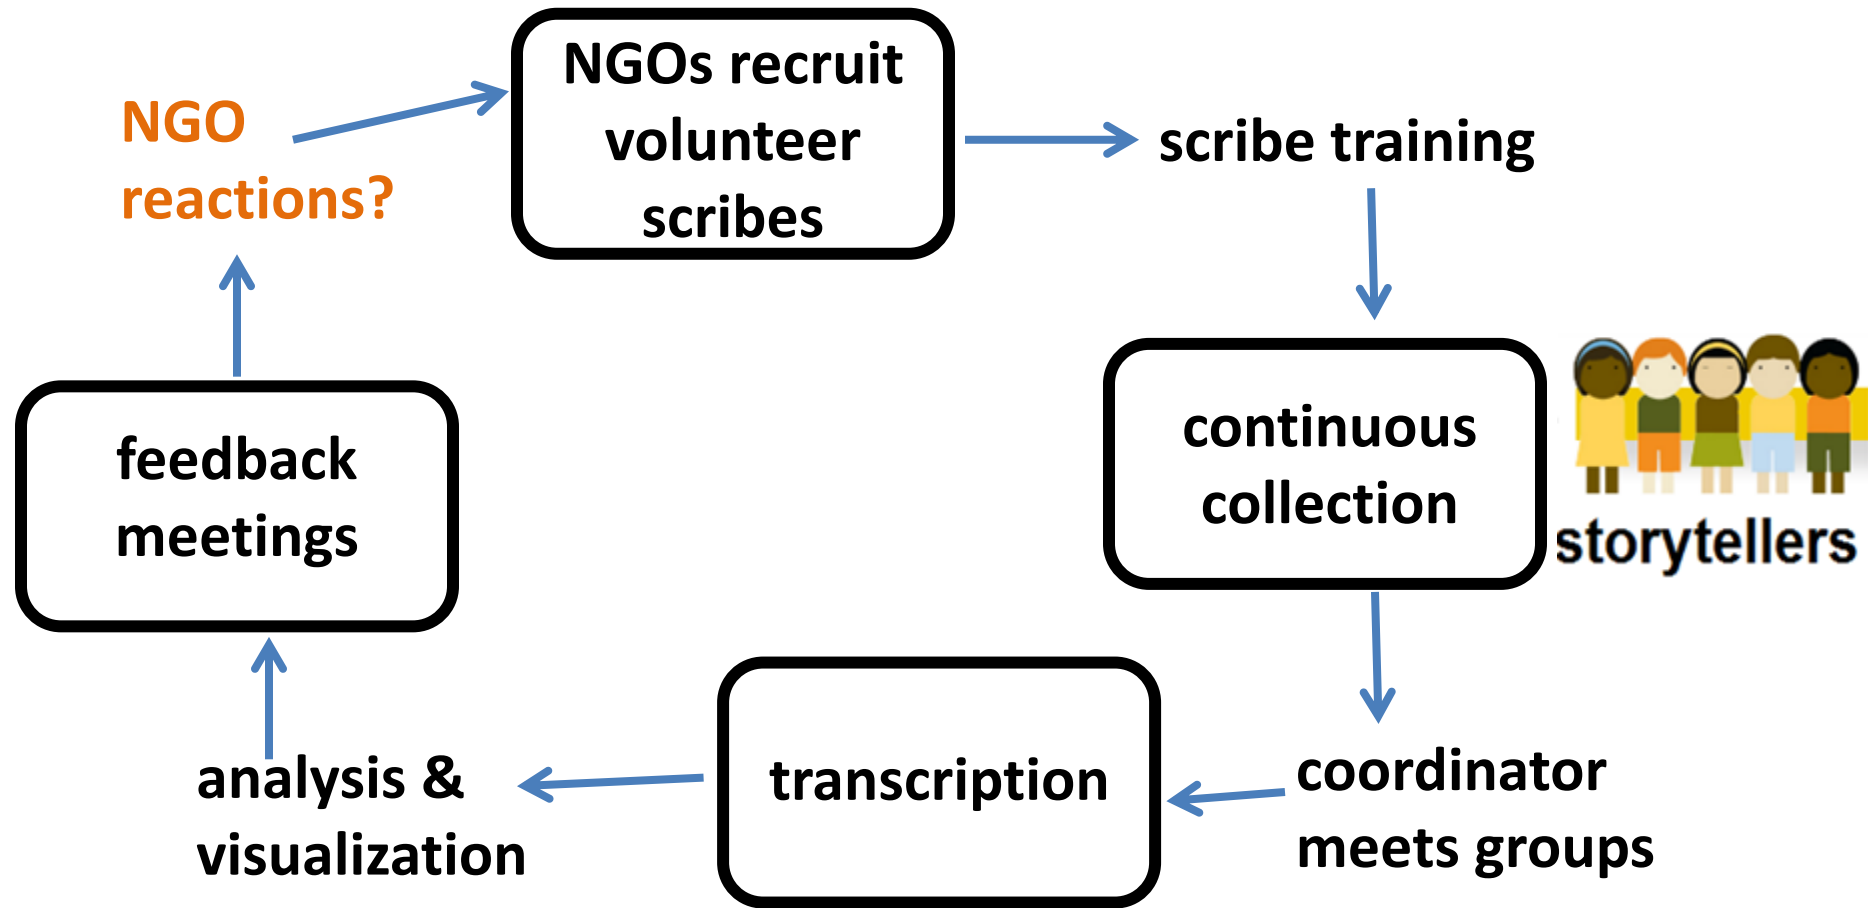 NGOs recruit
volunteer
scribes
scribe training
continuous
collection
storytellers
coordinator
meets groups
transcription
analysis &
visualization
feedback
meetings
NGO
reactions?